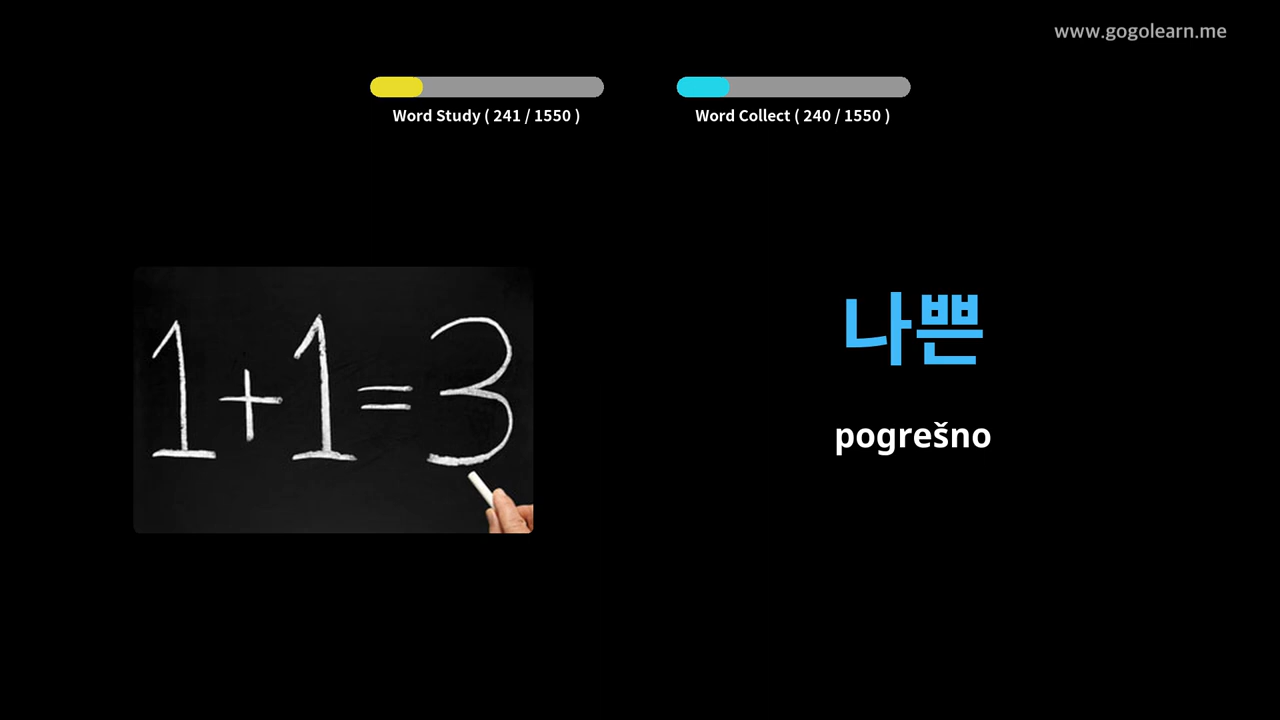 www.gogolearn.me
Word Study ( 241 / 1550 )
Word Collect ( 240 / 1550 )
1+1=3
나쁜
pogrešno